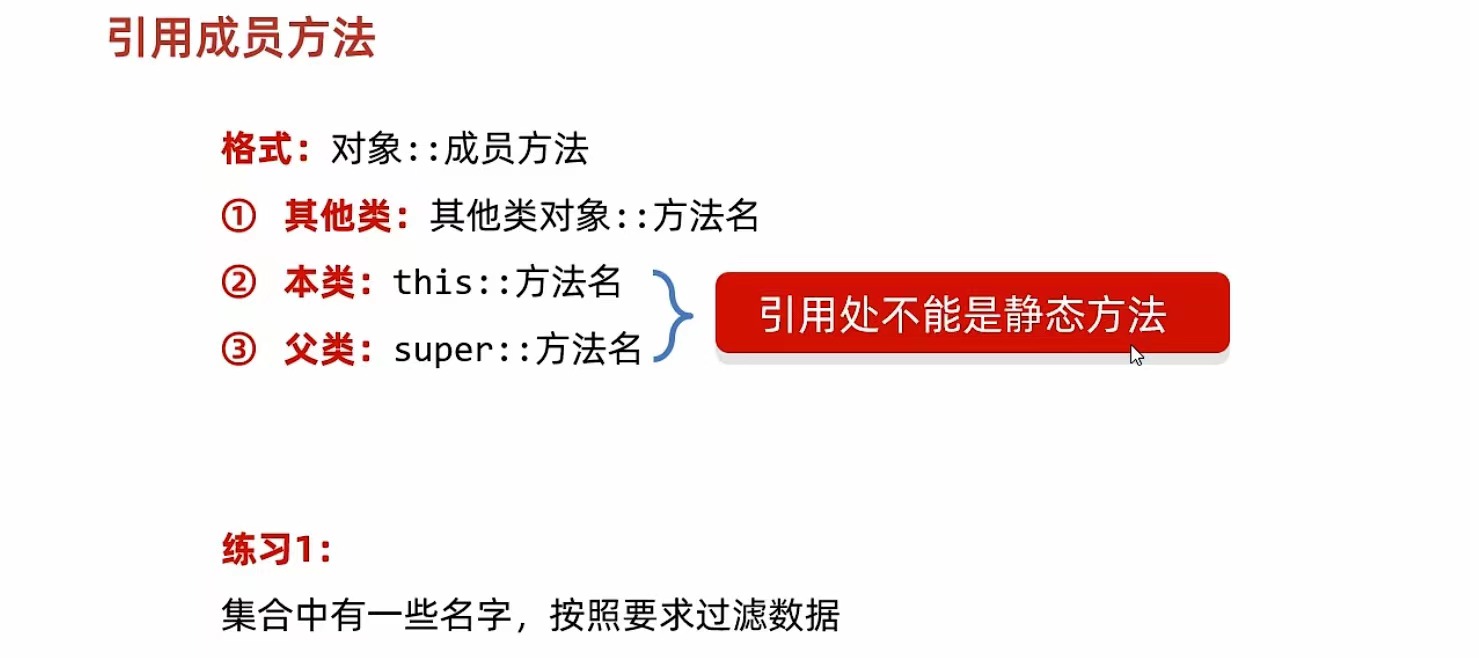 引用成员方法
格式：对象::成员方法
① 其他类：其他类对象::方法名
② 本类：this::方法名
③ 父类：super::方法名
引用处不能是静态方法
练习1：
集合中有一些名字，按照要求过滤数据